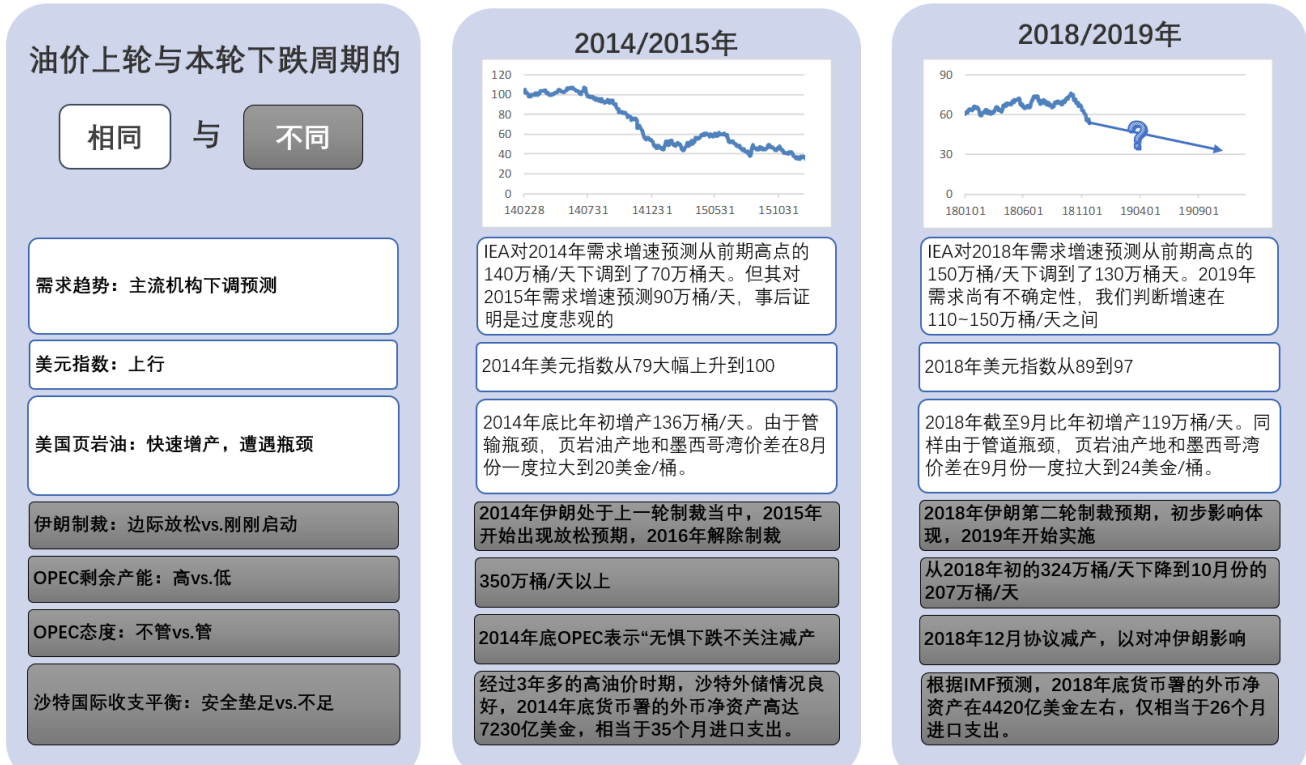 油价上轮与本轮下跌周期的
相同
与
不同
需求趋势：主流机构下调预测
美元指数：上行
美国页岩油：快速增产，遭遇瓶颈
伊朗制裁：边际放松vs.刚刚启动
OPEC剩余产能：高vs.低
OPEC态度：不管vs.管
沙特国际收支平衡：安全垫足vs.不足
2014/2015年
120
100
80
60
40
20
0
140228 140731 141231 150531 151031
IEA对2014年需求增速预测从前期高点的
140万桶/天下调到了70万桶天。但其对
2015年需求增速预测90万桶/天，事后证
明是过度悲观的
2014年美元指数从79大幅上升到100
2014年底比年初增产136万桶/天。由于管
输瓶颈，页岩油产地和墨西哥湾价差在8月
份一度拉大到20美金/桶。
2014年伊朗处于上一轮制裁当中，2015年
开始出现放松预期，2016年解除制裁
350万桶/天以上
2014年底OPEC表示“无惧下跌不关注减产
经过3年多的高油价时期，沙特外储情况良
好，2014年底货币署的外币净资产高达
7230亿美金，相当于35个月进口支出。
2018/2019年
90
60
30
0
?
180101 180601 181101 190401 190901
IEA对2018年需求增速预测从前期高点的
150万桶/天下调到了130万桶天。2019年
需求尚有不确定性，我们判断增速在
110~150万桶/天之间
2018年美元指数从89到97
2018年截至9月比年初增产119万桶/天。同
样由于管道瓶颈，页岩油产地和墨西哥湾
价差在9月份一度拉大到24美金/桶。
2018年伊朗第二轮制裁预期，初步影响体
现，2019年开始实施
从2018年初的324万桶/天下降到10月份的
207万桶/天
2018年12月协议减产，以对冲伊朗影响
根据IMF预测，2018年底货币署的外币净
资产在4420亿美金左右，仅相当于26个月
进口支出。